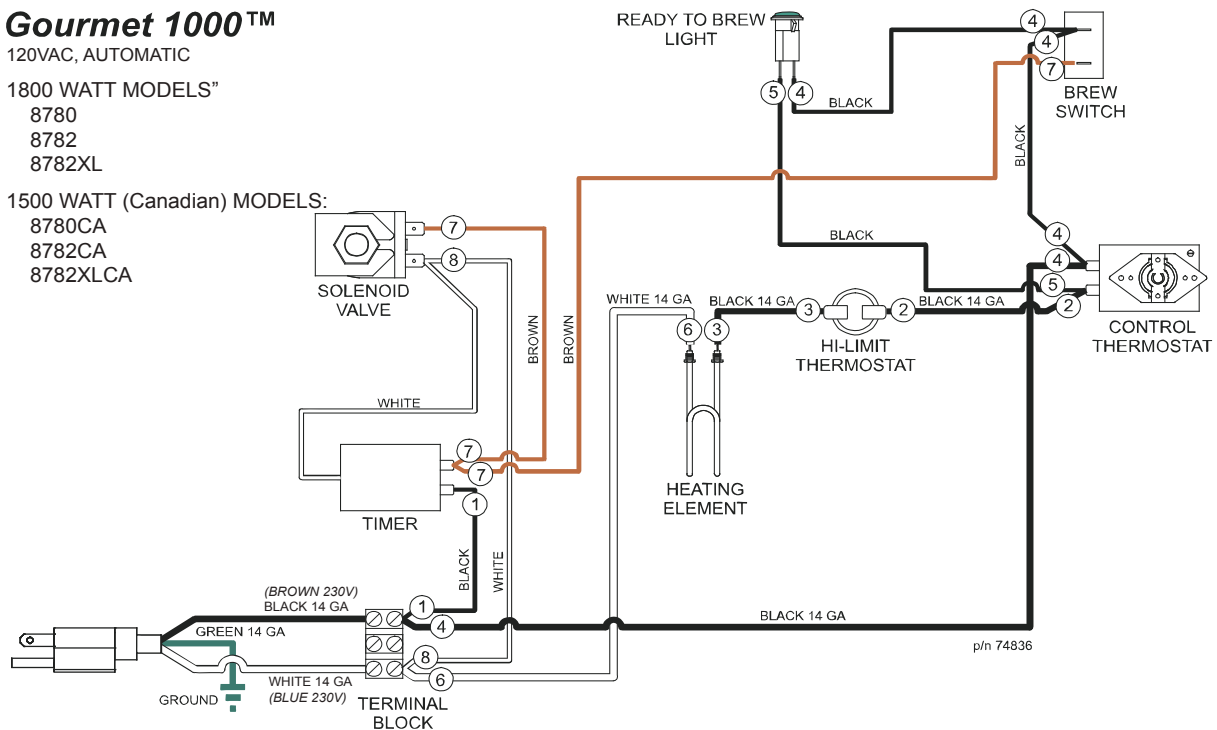 Gourmet 1000™
120VAC, AUTOMATIC
1800 WATT MODELS”
8780
8782
8782XL
1500 WATT (Canadian) MODELS:
8780CA
8782CA
8782XLCA
READY TO BREW
LIGHT
5
4
BLACK
4
4
7
BREW
SWITCH
BLACK
BLACK
4
4
5
2
CONTROL
THERMOSTAT
SOLENOID
VALVE
7
8
BROWN
BROWN
WHITE
WHITE 14 GA
BLACK 14 GA
3
2
BLACK 14 GA
HI-LIMIT
THERMOSTAT
6
3
HEATING
ELEMENT
7
7
1
TIMER
BLACK
WHITE
(BROWN 230V)
BLACK 14 GA
GREEN 14 GA
1
4
BLACK 14 GA
p/n 74836
8
6
WHITE 14 GA
(BLUE 230V)
GROUND
TERMINAL
BLOCK